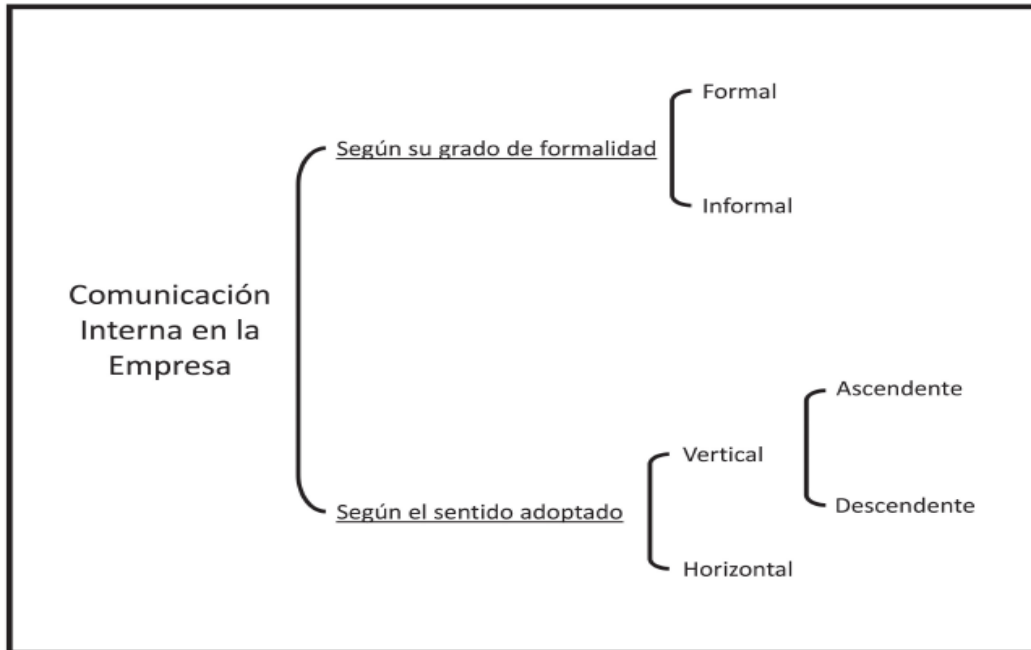 Formal
Según su grado de formalidad
Informal
Comunicación
Interna en la
Empresa
Ascendente
Vertical
Descendente
Según el sentido adoptado
Horizontal